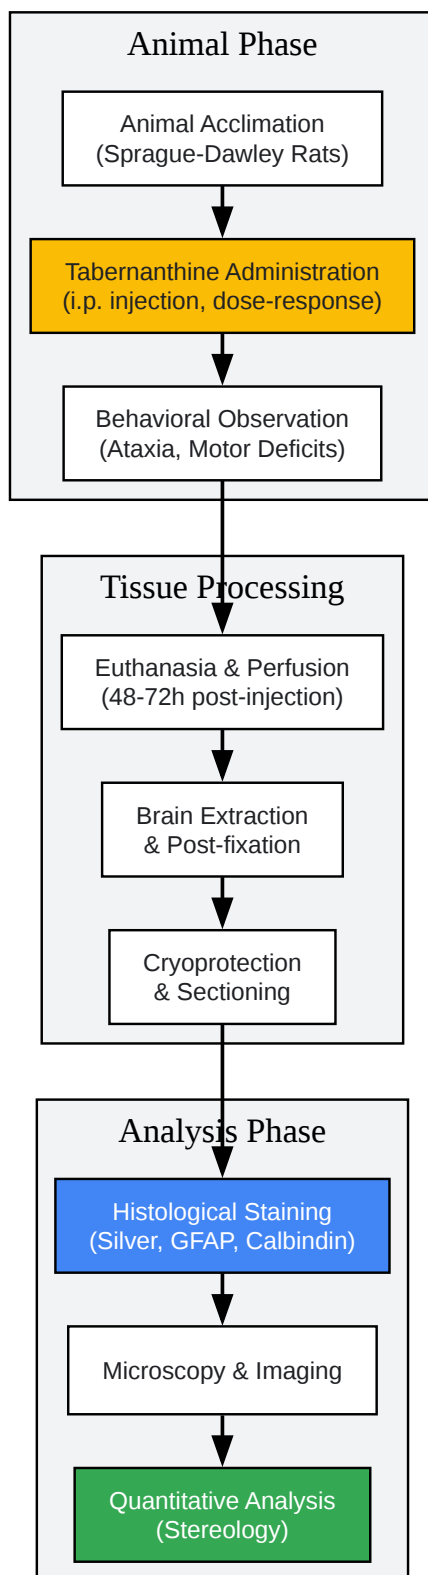 Animal Phase
Animal Acclimation
(Sprague-Dawley Rats)
Tabernanthine Administration
(i.p. injection, dose-response)
Behavioral Observation
(Ataxia, Motor Deficits)
Tissue Processing
Euthanasia & Perfusion
(48-72h post-injection)
Brain Extraction
& Post-fixation
Cryoprotection
& Sectioning
Analysis Phase
Histological Staining
(Silver, GFAP, Calbindin)
Microscopy & Imaging
Quantitative Analysis
(Stereology)